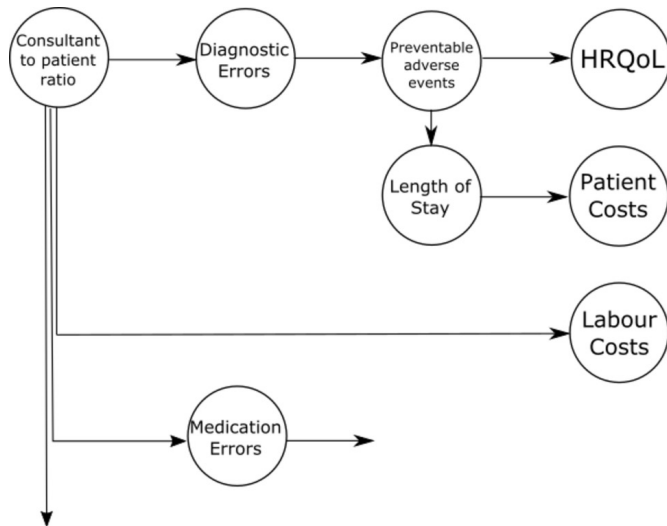 Consultant
to patient
ratio
Diagnostic
Errors
Preventable
adverse
events
HRQoL
Length of
Stay
Patient
Costs
Labour
Costs
Medication
Errors